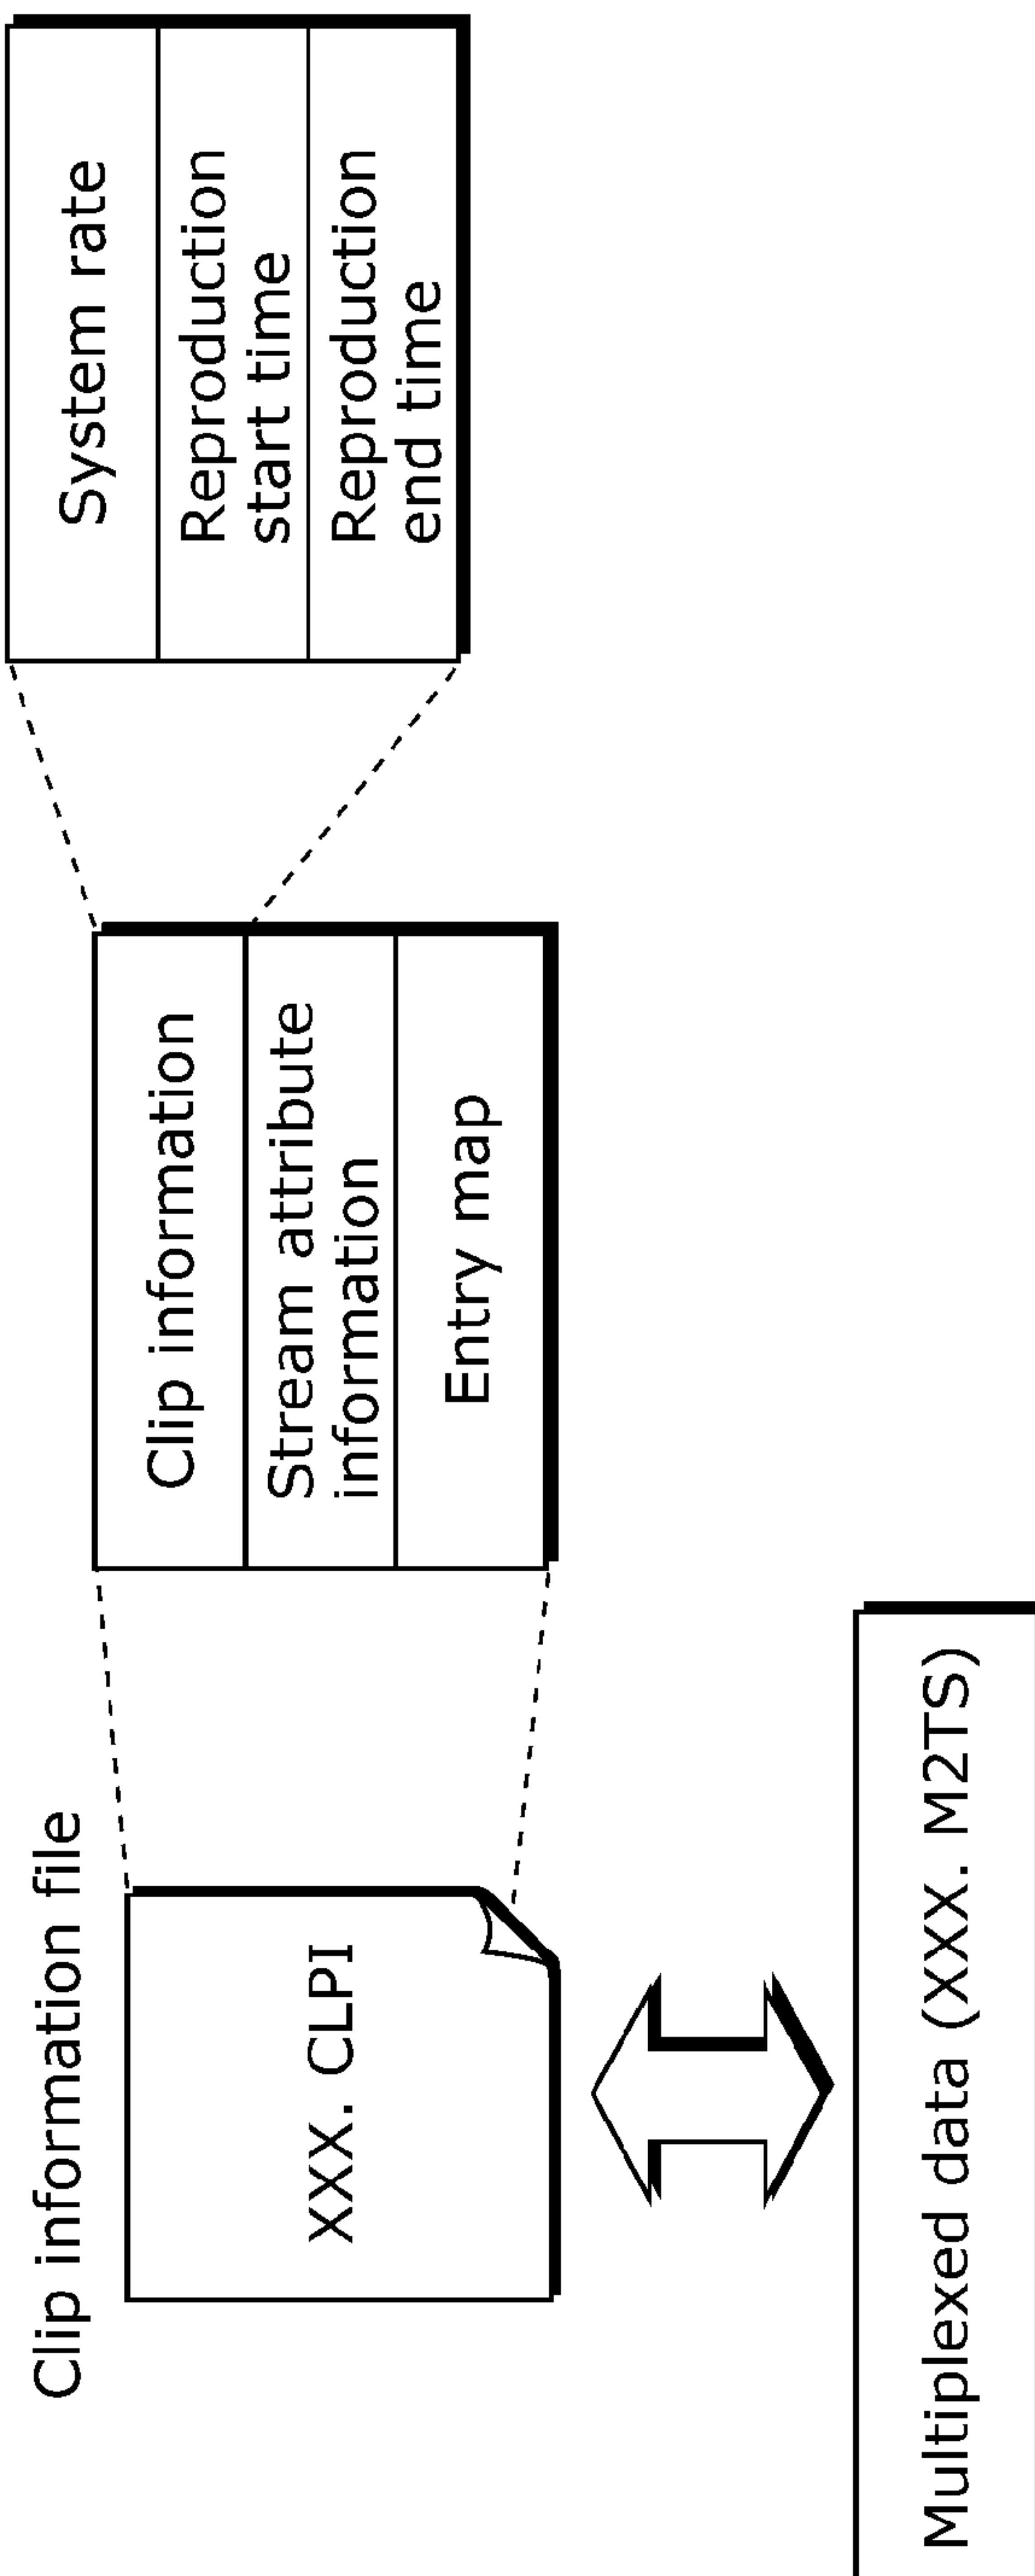 Clip information file
XXX. CLPI
Clip information
Stream attribute
information
Entry map
System rate
Reproduction
start time
Reproduction
end time
Multiplexed data (XXX. M2TS)